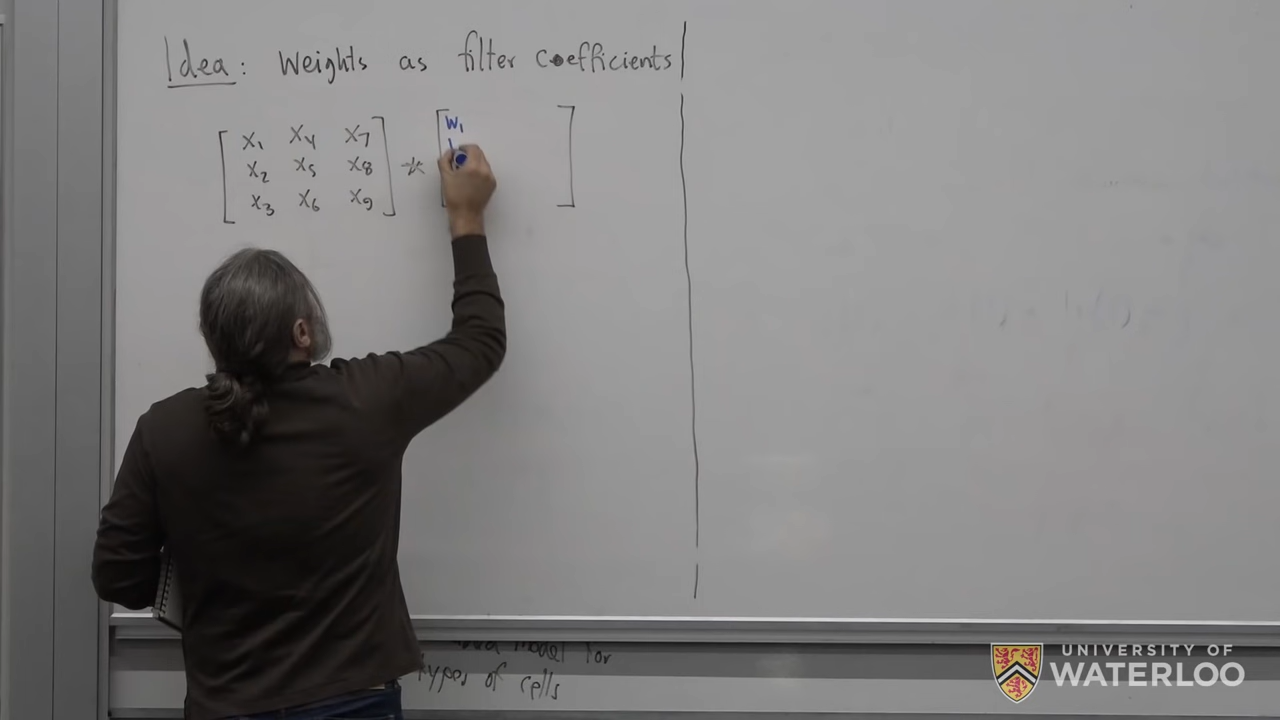 Idea: Weights as filter coefficients
X1 X4 X7
X2 X5 X8
X3 X6 X9
*
W1
model for
types of cells
UNIVERSITY OF
WATERLOO